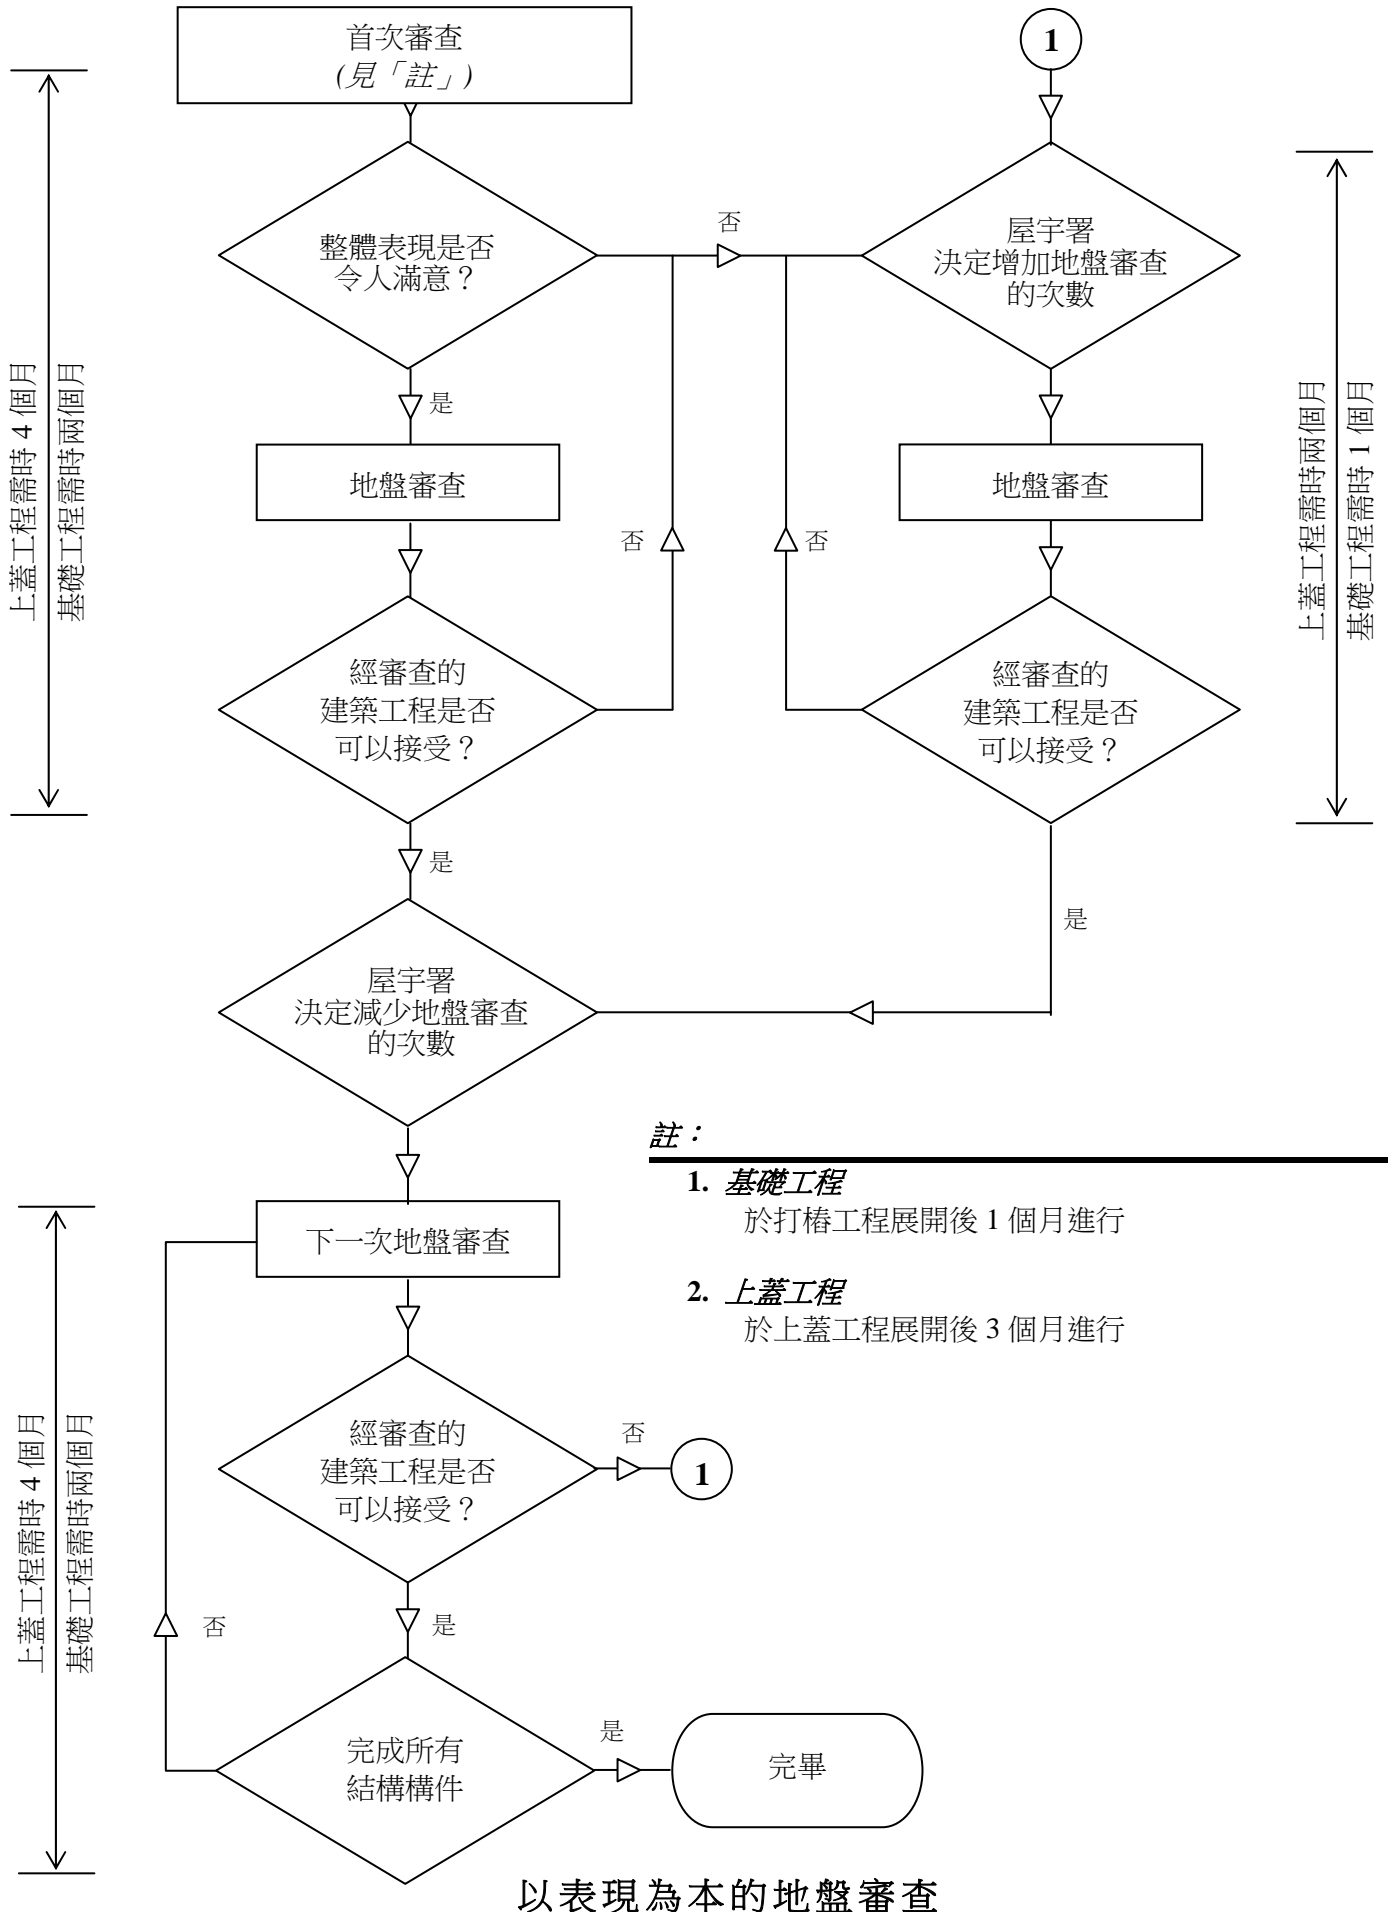 首次審查
(見「註」)
1
整體表現是否
令人滿意？
否
屋宇署
決定增加地盤審查
的次數
上蓋工程需時 4 個月
基礎工程需時兩個月
是
上蓋工程需時兩個月
基礎工程需時 1 個月
地盤審查
地盤審查
否
否
經審查的
建築工程是否
可以接受？
經審查的
建築工程是否
可以接受？
是
是
屋宇署
決定減少地盤審查
的次數
註：
1. 基礎工程
於打樁工程展開後 1 個月進行
2. 上蓋工程
於上蓋工程展開後 3 個月進行
下一次地盤審查
上蓋工程需時 4 個月
基礎工程需時兩個月
經審查的
建築工程是否
可以接受？
否
1
是
否
完成所有
結構構件
是
完畢
以表現為本的地盤審查